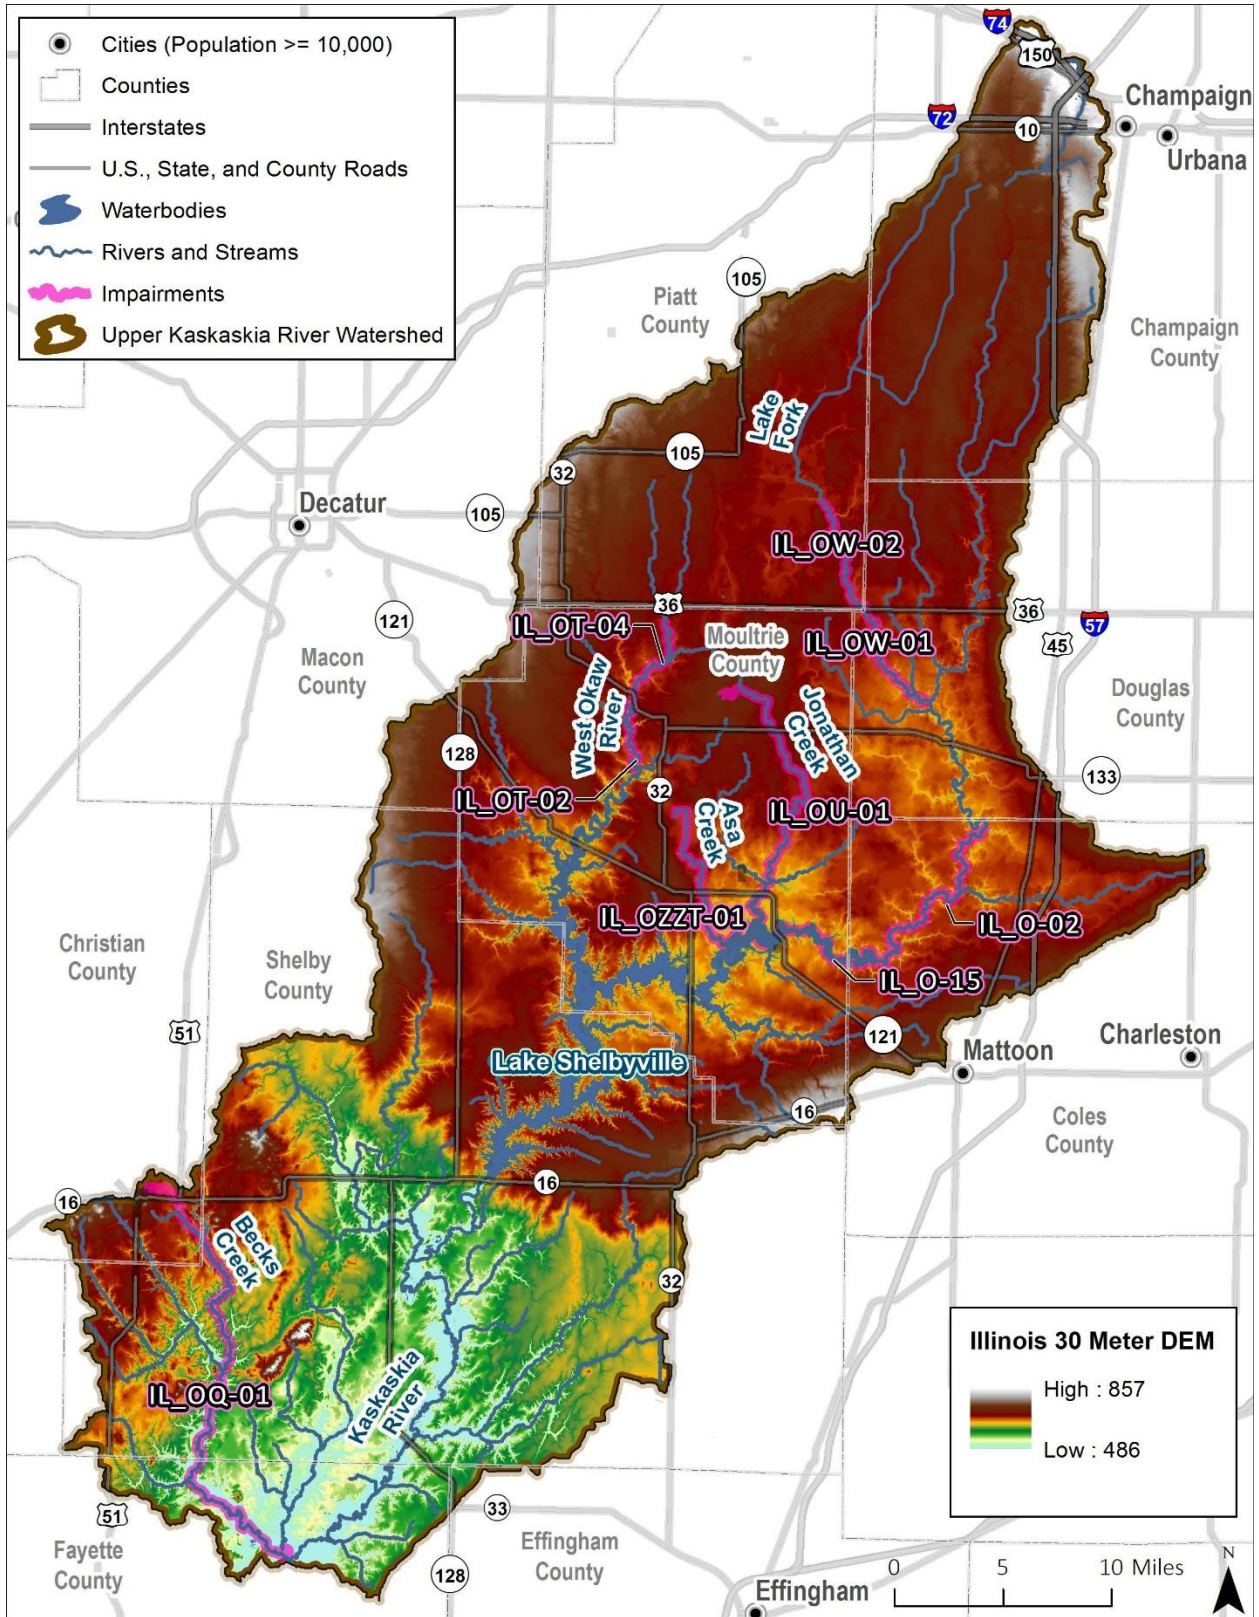 Cities (Population >= 10,000)
Counties
Interstates
U.S., State, and County Roads
Waterbodies
Rivers and Streams
Impairments
Upper Kaskaskia River Watershed
74
150
72
10
Champaign
Urbana
105
Piatt
County
Champaign
County
Lake
Fork
105
32
Decatur
105
IL_OW-02
36
36
57
121
IL_OT-04
Moultrie
County
IL_OW-01
45
Macon
County
Douglas
County
West Okaw
River
Jonathan
Creek
128
133
IL_OT-02
32
Asa
Creek
IL_OU-01
IL_OZZT-01
IL_O-02
Christian
County
Shelby
County
IL_O-15
51
121
Charleston
Lake Shelbyville
Mattoon
16
Coles
County
16
16
Becks
Creek
32
Illinois 30 Meter DEM
High : 857
Low : 486
IL_OQ-01
Kaskaskia
River
51
33
Fayette
County
Effingham
County
128
0
5
10 Miles
N
Effingham